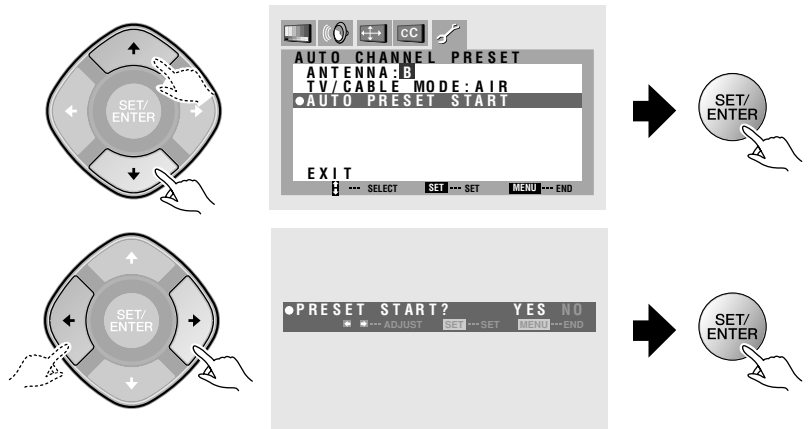 SET/
ENTER
CC
AUTO CHANNEL PRESET
ANTENNA:B
TV/CABLE MODE:AIR
●AUTO PRESET START
EXIT
--- SELECT SET --- SET MENU --- END
SET/
ENTER
SET/
ENTER
●PRESET START? YES NO
--- ADJUST SET --- SET MENU --- END
SET/
ENTER